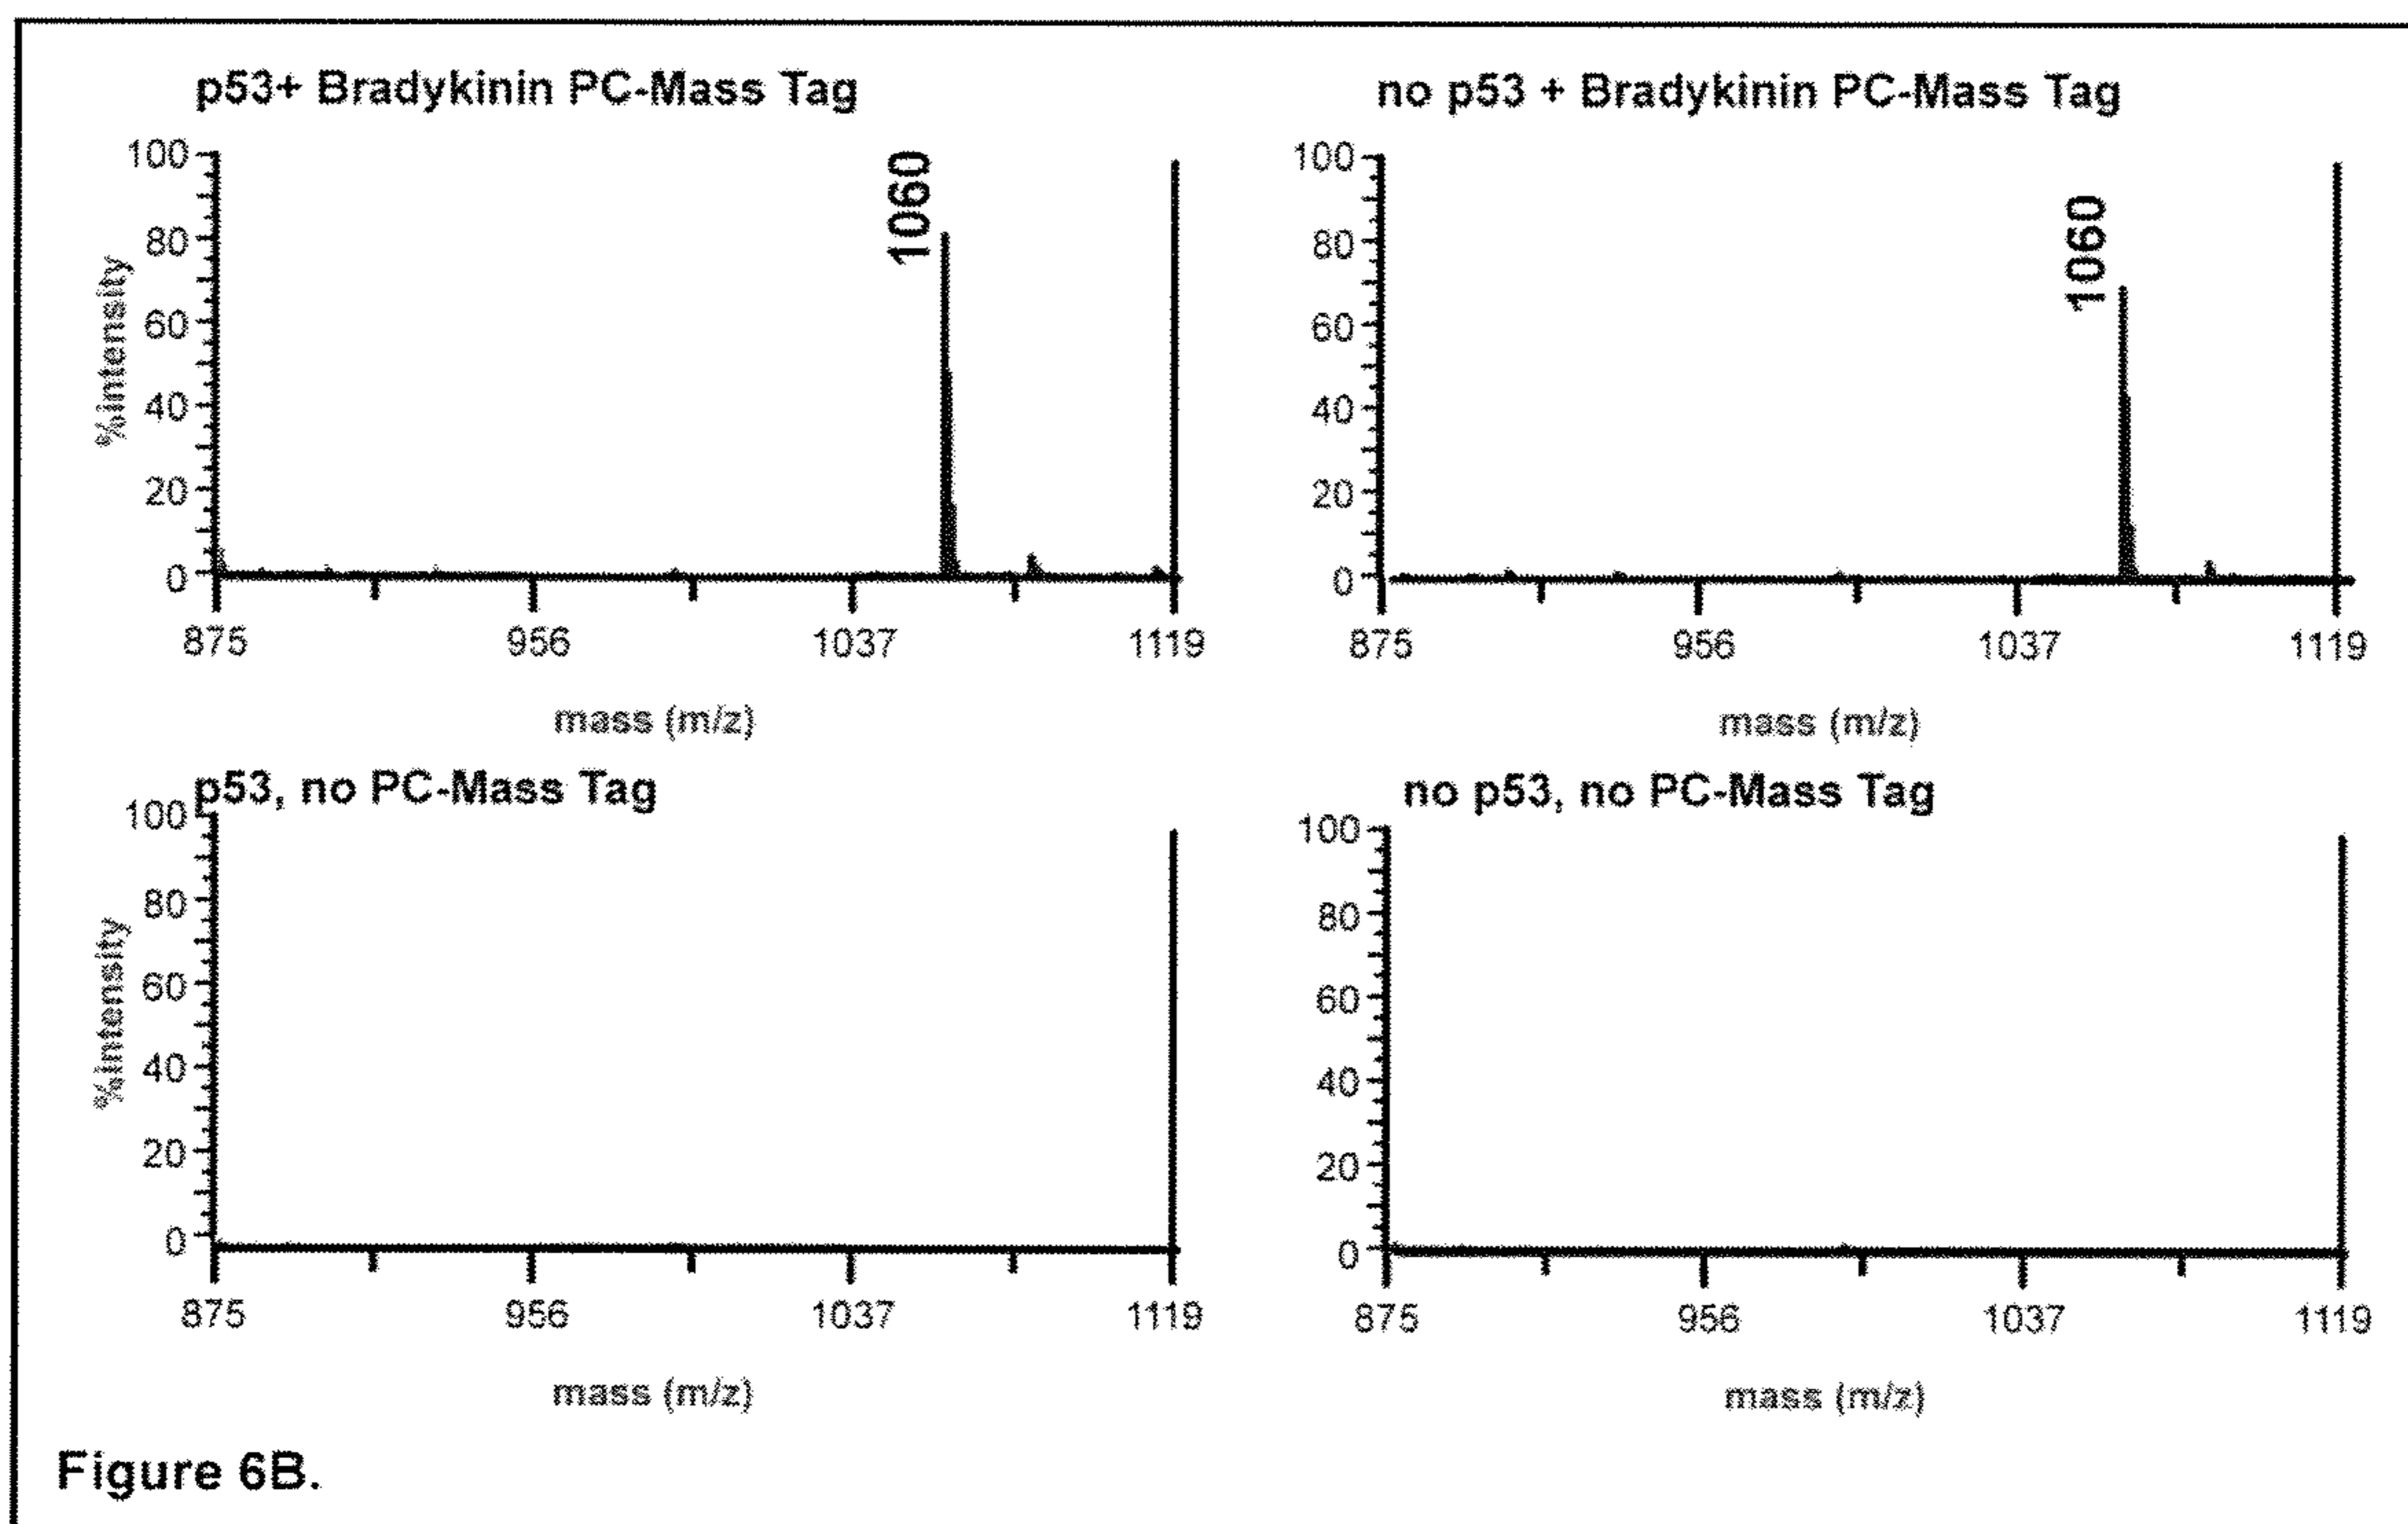 p53+ Bradykinin PC-Mass Tag
100
80
60
40
20
0
%intensity
1060
875 956 1037 1119
mass (m/z)
no p53 + Bradykinin PC-Mass Tag
100
80
60
40
20
0
1060
875 956 1037 1119
mass (m/z)
p53, no PC-Mass Tag
100
80
60
40
20
0
%intensity
875 956 1037 1119
mass (m/z)
no p53, no PC-Mass Tag
100
80
60
40
20
0
875 956 1037 1119
mass (m/z)
Figure 6B.